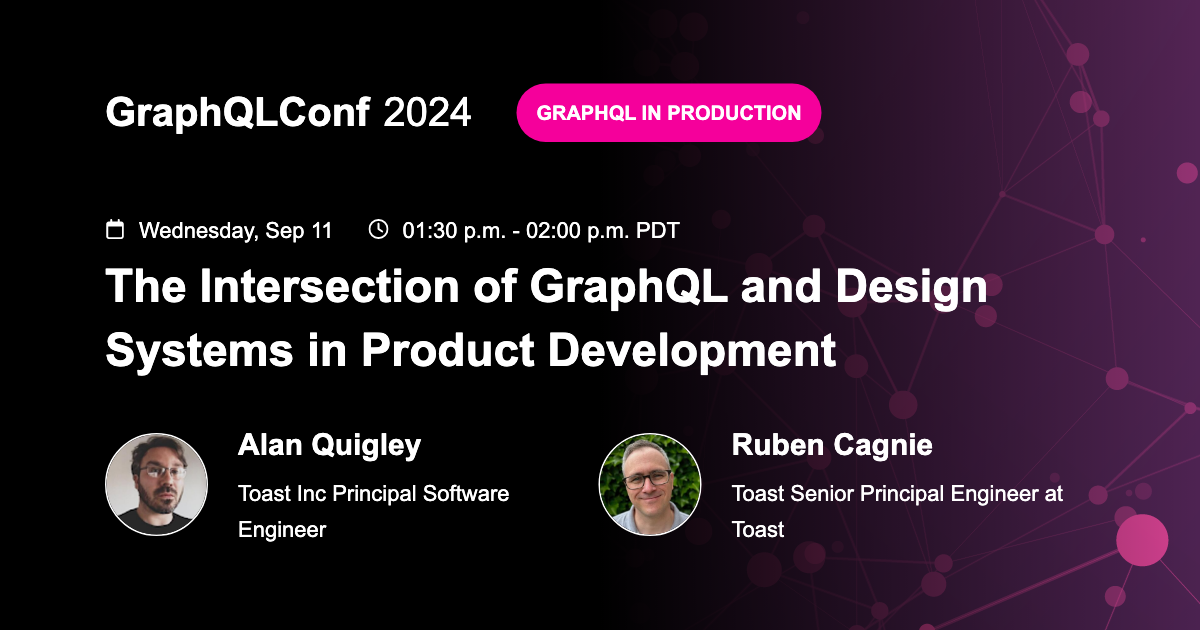 GraphQLConf 2024
GRAPHQL IN PRODUCTION
Wednesday, Sep 11
01:30 p.m. - 02:00 p.m. PDT
The Intersection of GraphQL and Design
Systems in Product Development
Alan Quigley
Toast Inc Principal Software
Engineer
Ruben Cagnie
Toast Senior Principal Engineer at
Toast